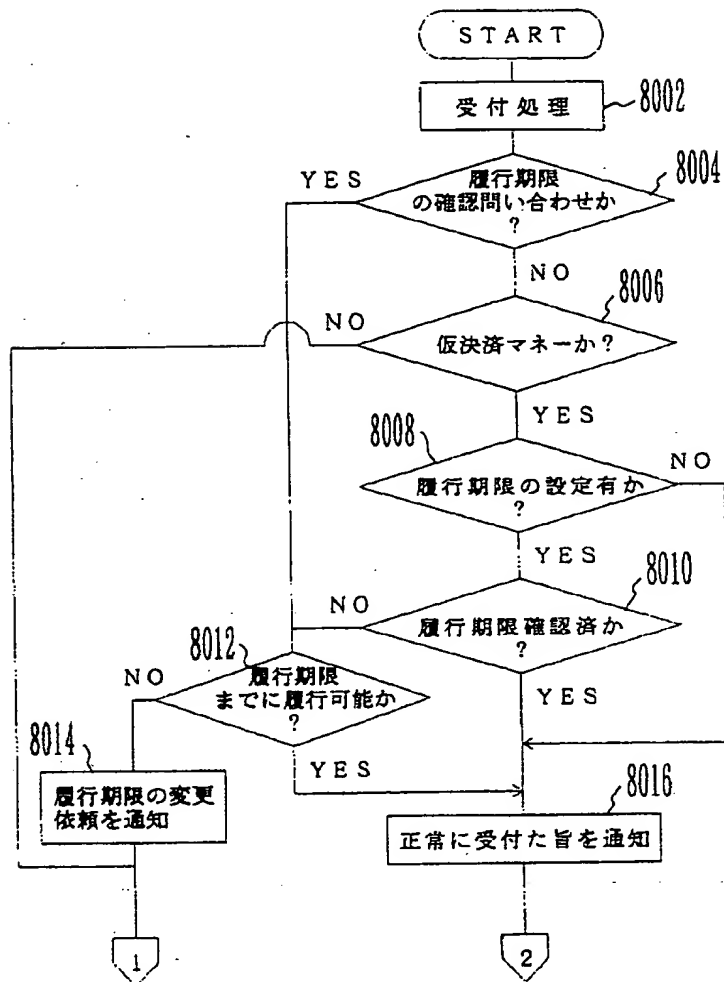 START
受付処理
8002
YES
履行期限
の確認問い合わせか
?
8004
NO
8006
NO
仮決済マネーか?
YES
8008
NO
履行期限の設定有か
?
YES
8010
NO
履行期限確認済か
?
8012
NO
履行期限
までに履行可能か
?
YES
YES
8014
履行期限の変更
依頼を通知
8016
正常に受付た旨を通知
1
2